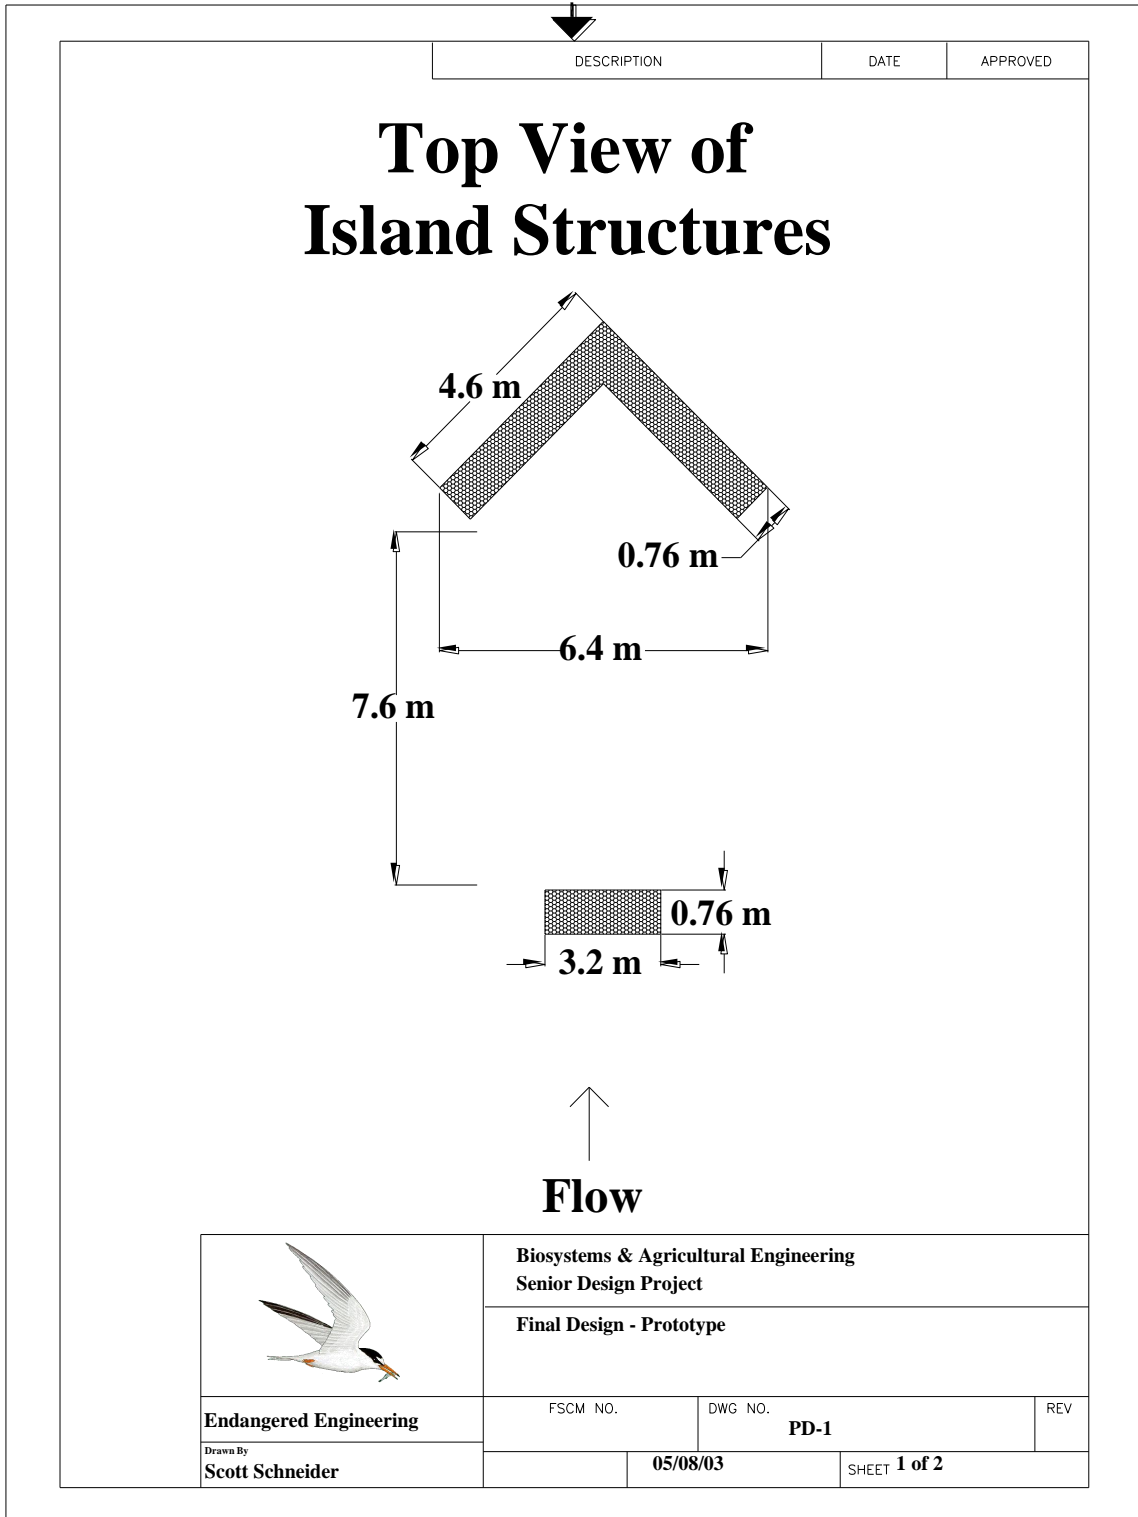 DESCRIPTION DATE APPROVED
Top View of
Island Structures
4.6 m
0.76 m
6.4 m
7.6 m
0.76 m
3.2 m
Flow
Biosystems & Agricultural Engineering
Senior Design Project
Final Design - Prototype
Endangered Engineering
Drawn By
Scott Schneider
FSCM NO.
DWG NO.
PD-1
REV
05/08/03
SHEET 1 of 2